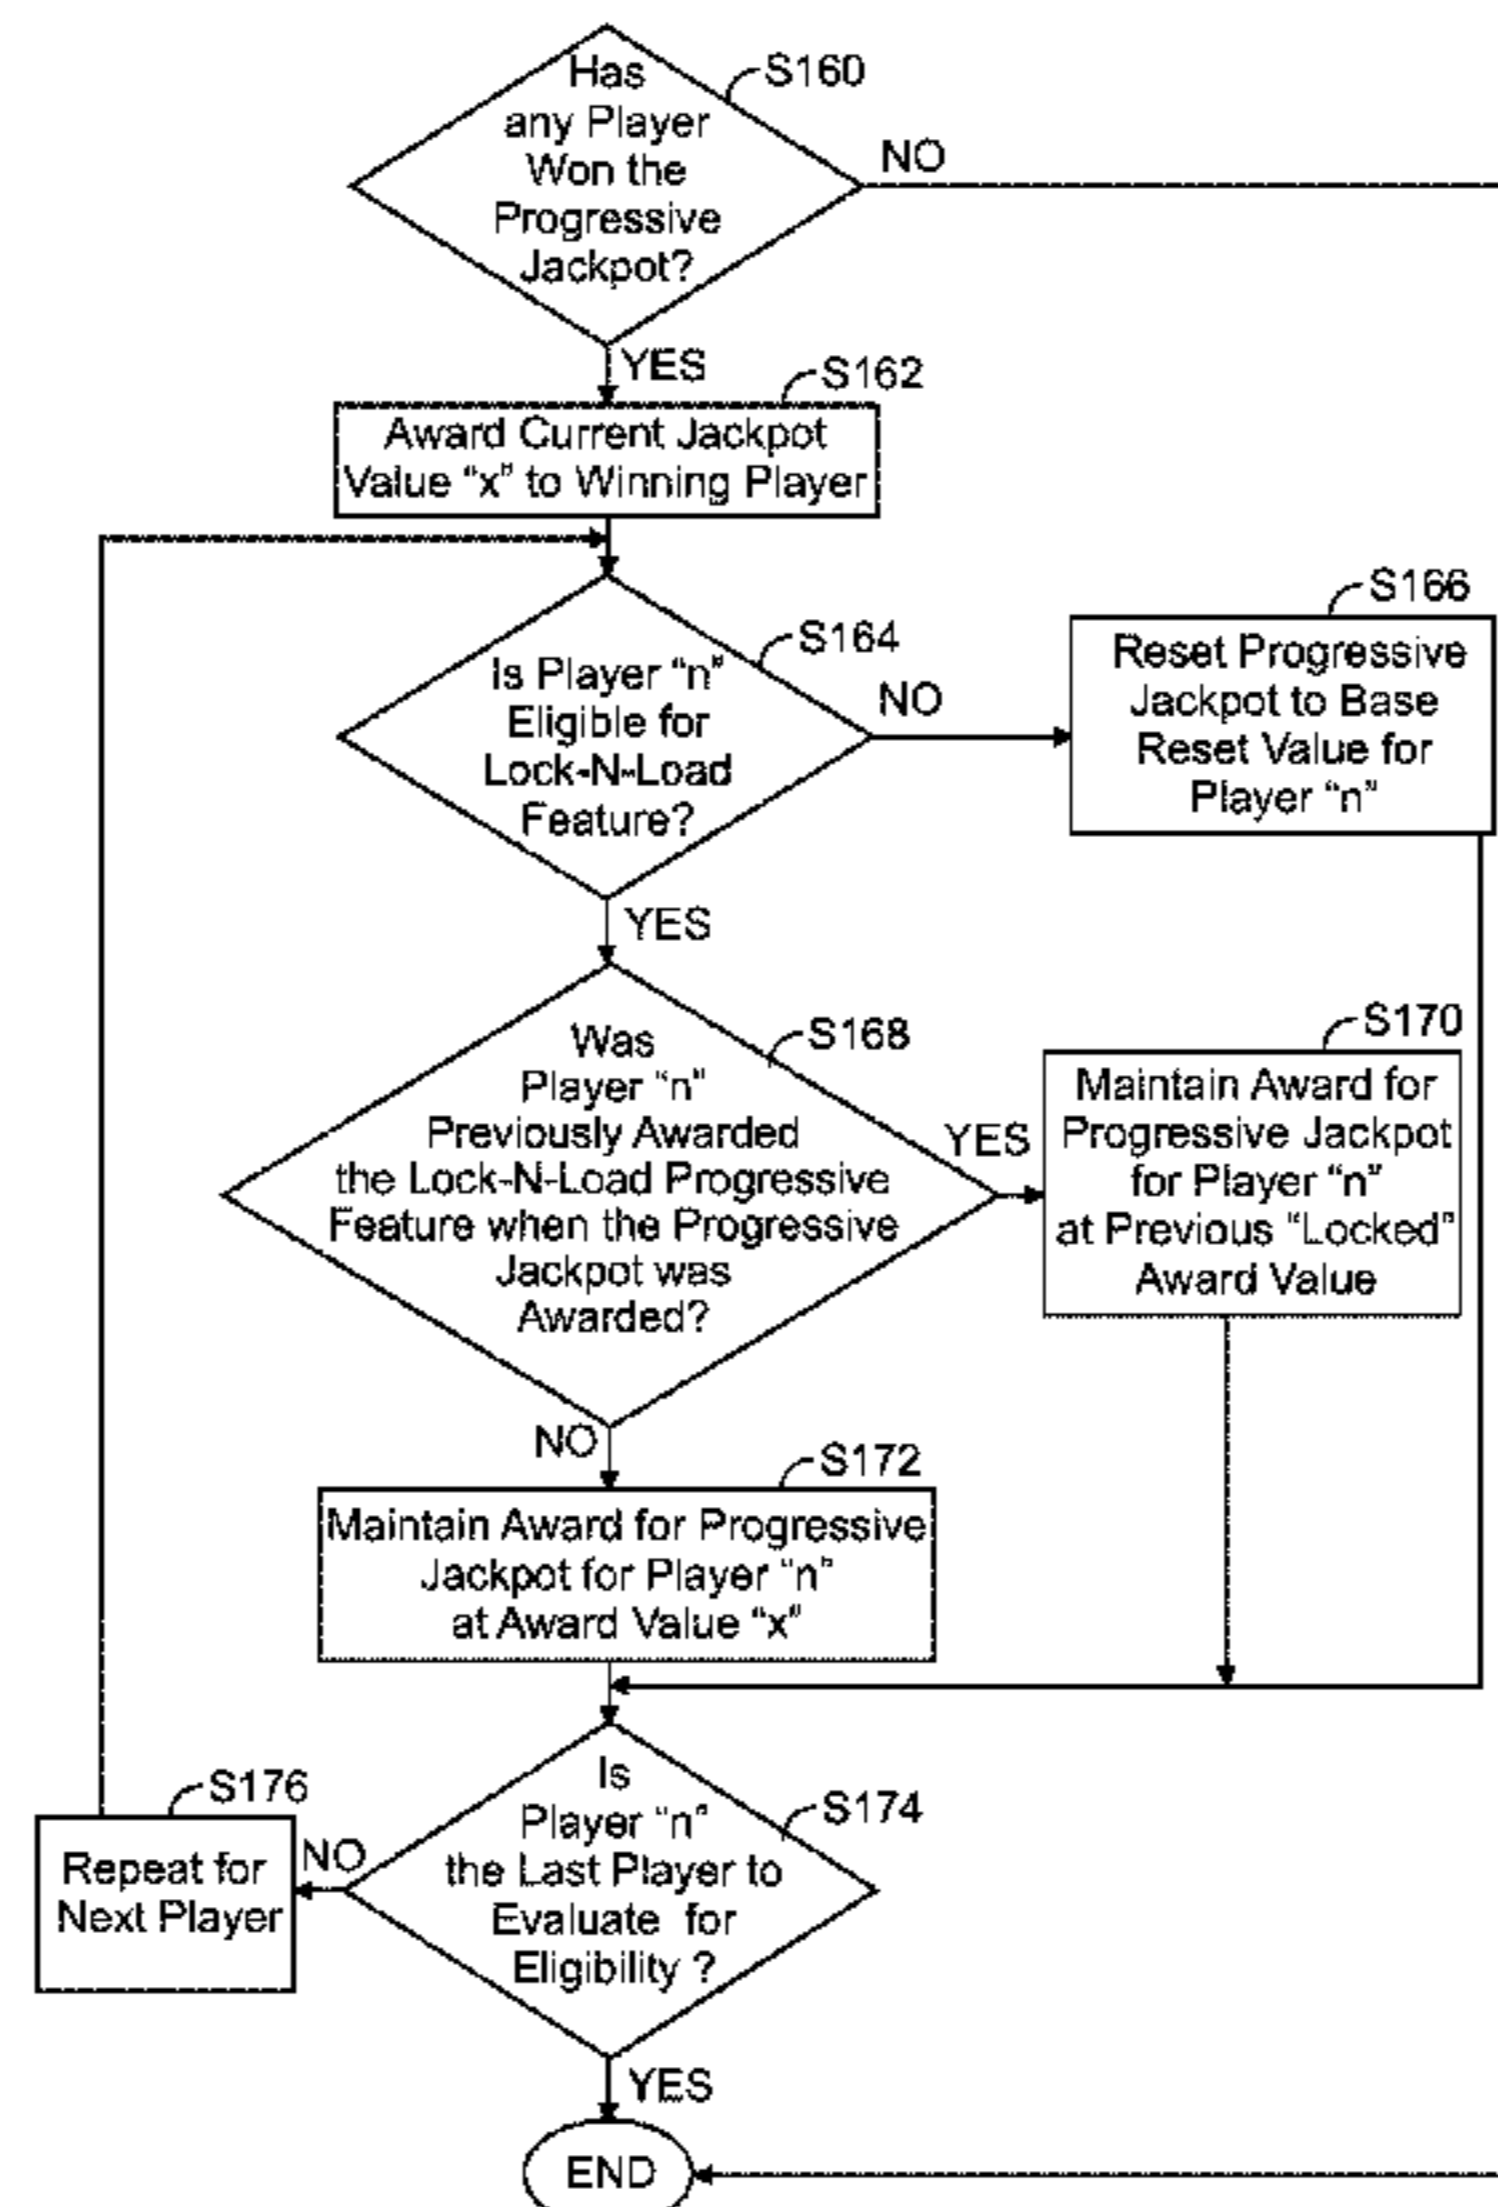 Has
any Player
Won the
Progressive
Jackpot?
S160
NO
YES
S162
Award Current Jackpot
Value “x” to Winning Player
S164
Is Player “n”
Eligible for
Lock-N-Load
Feature?
NO
S166
Reset Progressive
Jackpot to Base
Reset Value for
Player “n”
YES
S168
Was
Player “n”
Previously Awarded
the Lock-N-Load Progressive
Feature when the Progressive
Jackpot was
Awarded?
YES
S170
Maintain Award for
Progressive Jackpot
for Player “n”
at Previous “Locked”
Award Value
NO
S172
Maintain Award for Progressive
Jackpot for Player “n”
at Award Value “x”
S174
Is
Player “n”
the Last Player to
Evaluate for
Eligibility ?
NO
S176
Repeat for
Next Player
YES
END